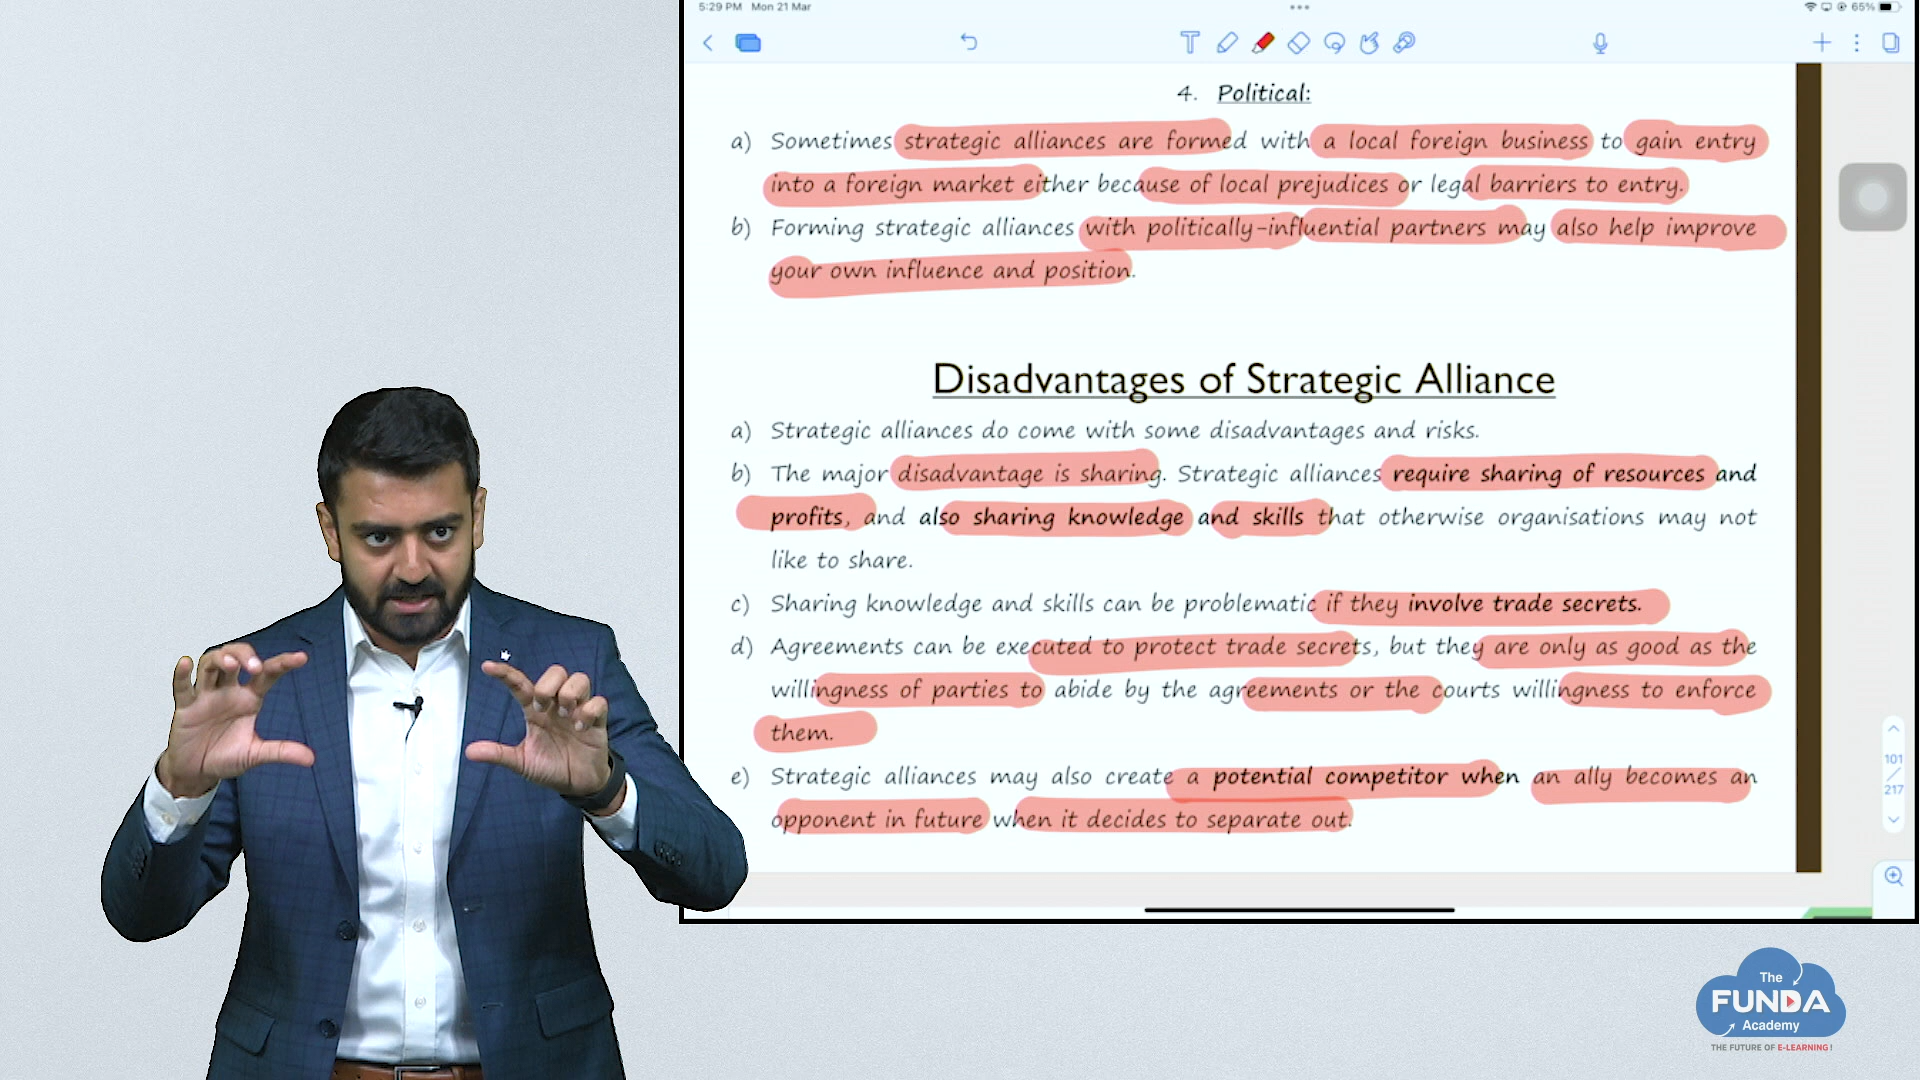 5:29 PM Mon 21 Mar
65%
4. Political:
a) Sometimes strategic alliances are formed with a local foreign business to gain entry
into a foreign market either because of local prejudices or legal barriers to entry.
b) Forming strategic alliances with politically-influential partners may also help improve
your own influence and position.
Disadvantages of Strategic Alliance
a) Strategic alliances do come with some disadvantages and risks.
b) The major disadvantage is sharing. Strategic alliances require sharing of resources and
profits, and also sharing knowledge and skills that otherwise organisations may not
like to share.
c) Sharing knowledge and skills can be problematic if they involve trade secrets.
d) Agreements can be executed to protect trade secrets, but they are only as good as the
willingness of parties to abide by the agreements or the courts willingness to enforce
them.
e) Strategic alliances may also create a potential competitor when an ally becomes an
opponent in future when it decides to separate out.
101
217
The
FUNDA
Academy
THE FUTURE OF E-LEARNING!